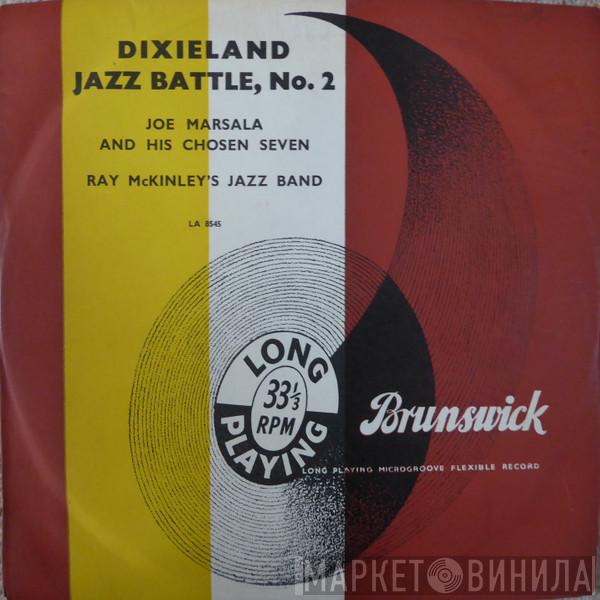 DIXIELAND
JAZZ BATTLE, No. 2
JOE MARSALA
AND HIS CHOSEN SEVEN
RAY McKINLEY'S JAZZ BAND
LA 8545
LONG
33⅓
RPM
PLAYING
Brunswick
LONG PLAYING MICROGROOVE FLEXIBLE RECORD
МАРКЕТ ВИНИЛА